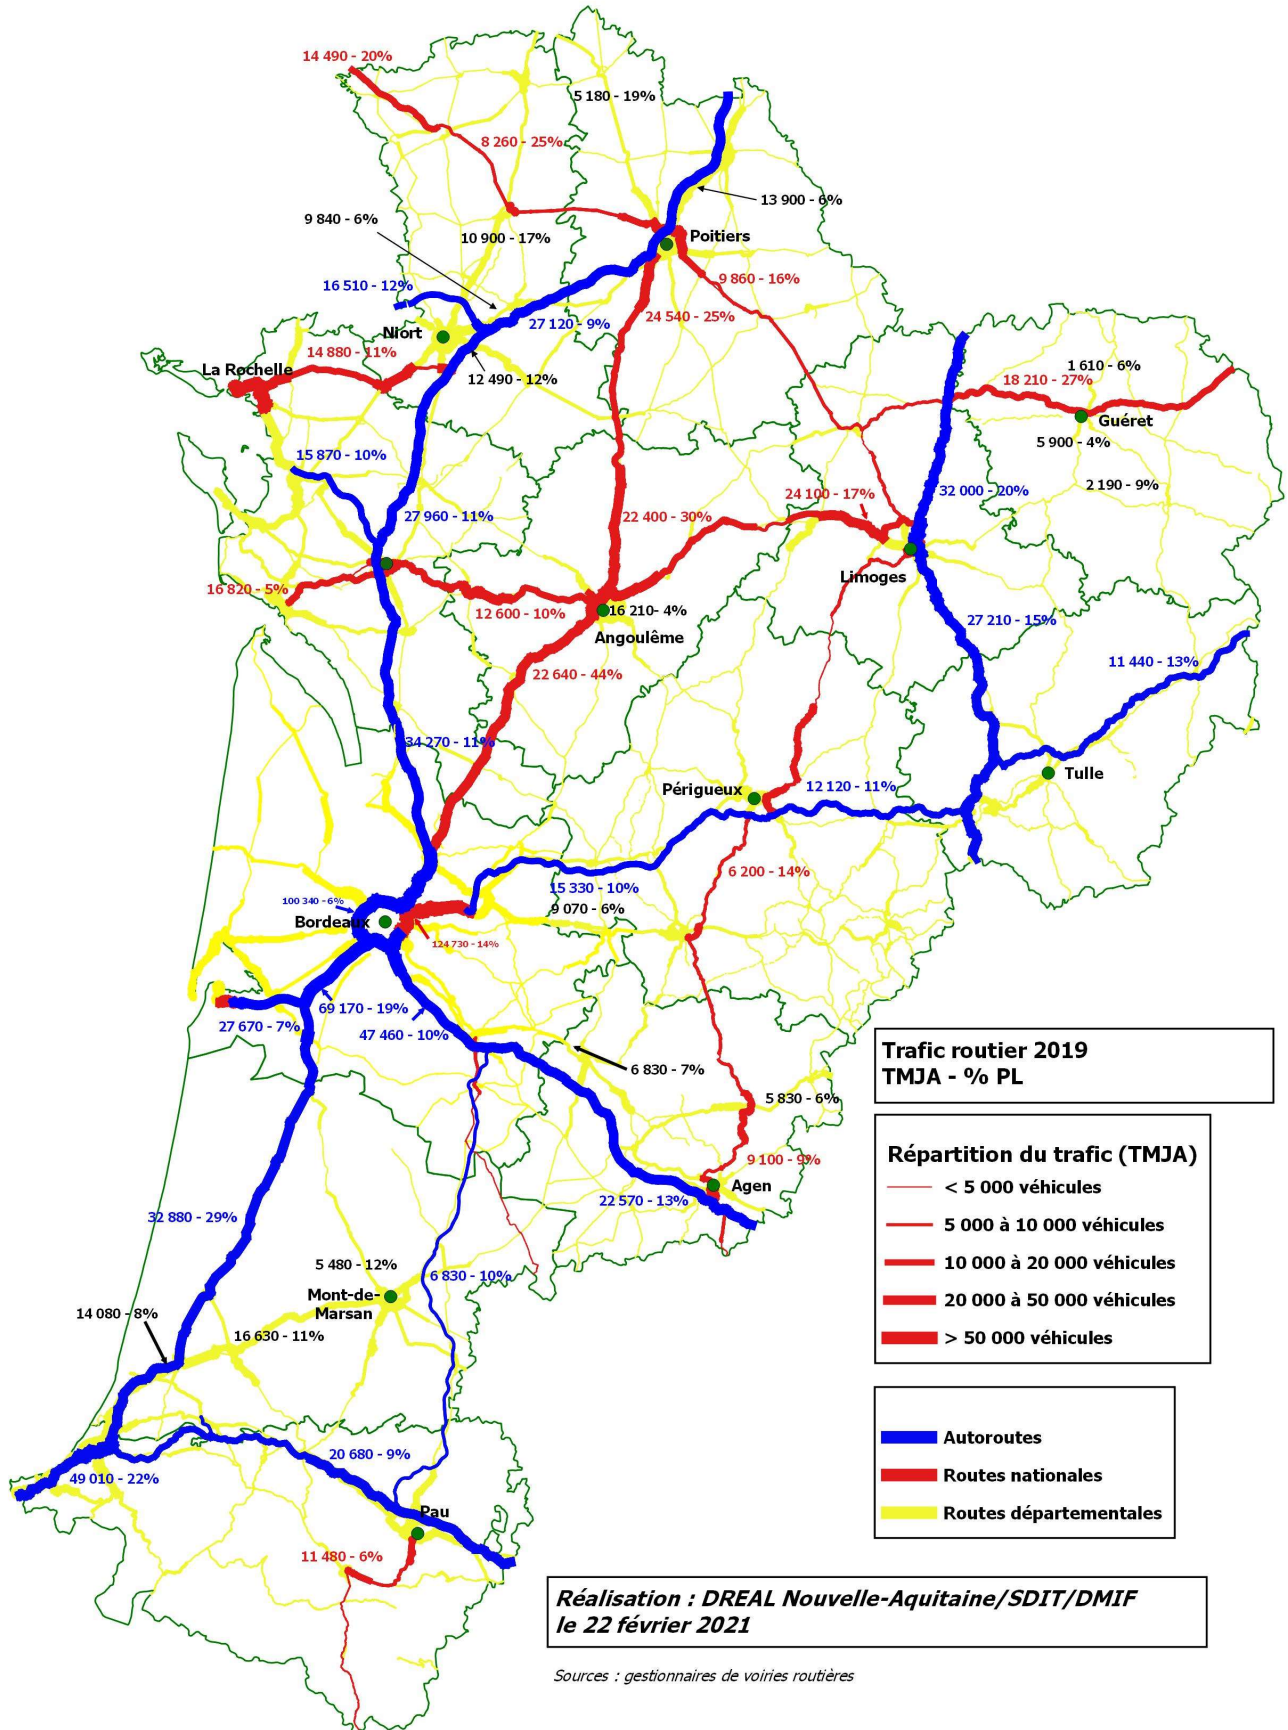 14 490 - 20%
5 180 - 19%
8 260 - 25%
13 900 - 6%
9 840 - 6%
10 900 - 17%
Poitiers
9 860 - 16%
16 510 - 12%
27 120 - 9%
24 540 - 25%
Niort
14 880 - 11%
La Rochelle
12 490 - 12%
1 610 - 6%
18 210 - 27%
Guéret
5 900 - 4%
15 870 - 10%
2 190 - 9%
24 100 - 17%
32 000 - 20%
27 960 - 11%
22 400 - 30%
Limoges
16 820 - 5%
12 600 - 10%
16 210- 4%
Angoulême
27 210 - 15%
11 440 - 13%
22 640 - 44%
34 270 - 11%
Tulle
Périgueux
12 120 - 11%
6 200 - 14%
15 330 - 10%
100 340 - 6%
9 070 - 6%
Bordeaux
124 730 - 14%
69 170 - 19%
27 670 - 7%
47 460 - 10%
6 830 - 7%
5 830 - 6%
9 100 - 9%
Agen
22 570 - 13%
32 880 - 29%
5 480 - 12%
6 830 - 10%
Mont-de-
Marsan
14 080 - 8%
16 630 - 11%
20 680 - 9%
49 010 - 22%
Pau
11 480 - 6%
Trafic routier 2019
TMJA - % PL
Répartition du trafic (TMJA)
< 5 000 véhicules
5 000 à 10 000 véhicules
10 000 à 20 000 véhicules
20 000 à 50 000 véhicules
> 50 000 véhicules
Autoroutes
Routes nationales
Routes départementales
Réalisation : DREAL Nouvelle-Aquitaine/SDIT/DMIF
le 22 février 2021
Sources : gestionnaires de voiries routières